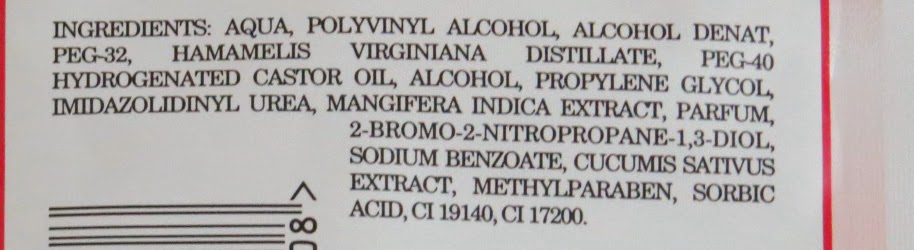 INGREDIENTS: AQUA, POLYVINYL ALCOHOL, ALCOHOL DENAT,
PEG-32, HAMAMELIS VIRGINIANA DISTILLATE, PEG-40
HYDROGENATED CASTOR OIL, ALCOHOL, PROPYLENE GLYCOL,
IMIDAZOLIDINYL UREA, MANGIFERA INDICA EXTRACT, PARFUM,
2-BROMO-2-NITROPROPANE-1,3-DIOL,
SODIUM BENZOATE, CUCUMIS SATIVUS
EXTRACT, METHYLPARABEN, SORBIC
ACID, CI 19140, CI 17200.